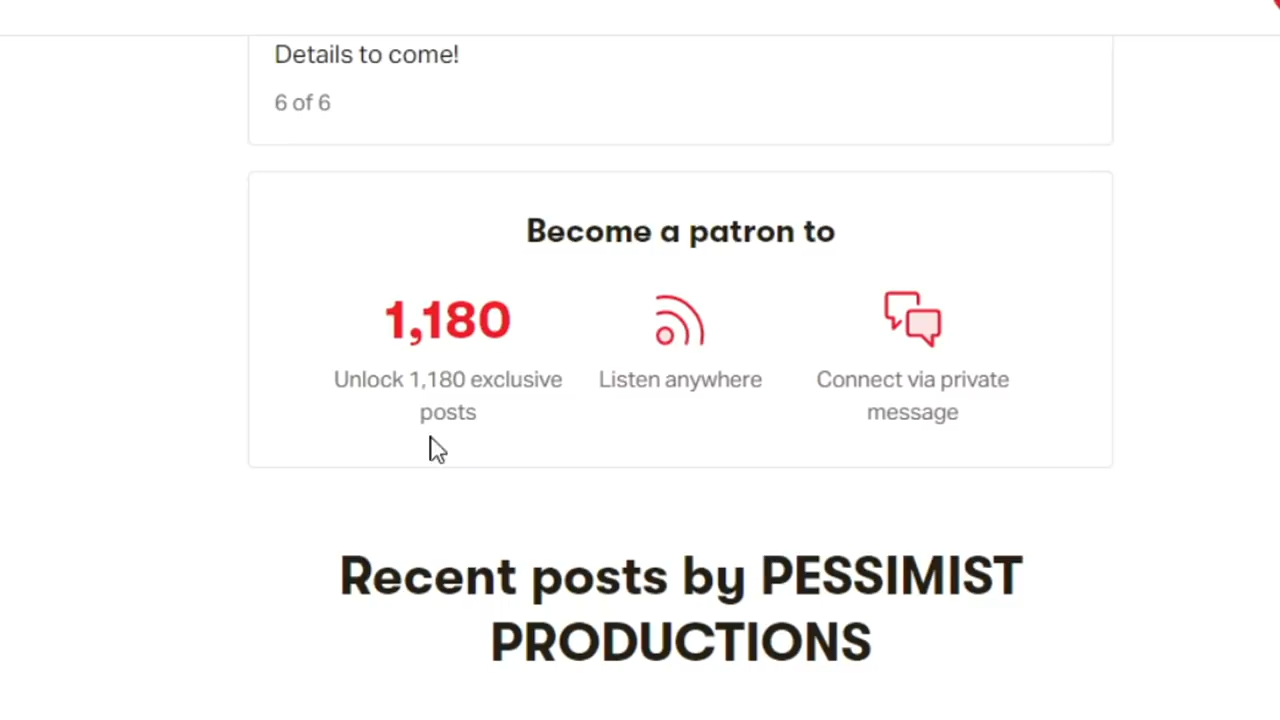 Details to come!
6 of 6
Become a patron to
1,180
Unlock 1,180 exclusive
posts
Listen anywhere
Connect via private
message
Recent posts by PESSIMIST
PRODUCTIONS